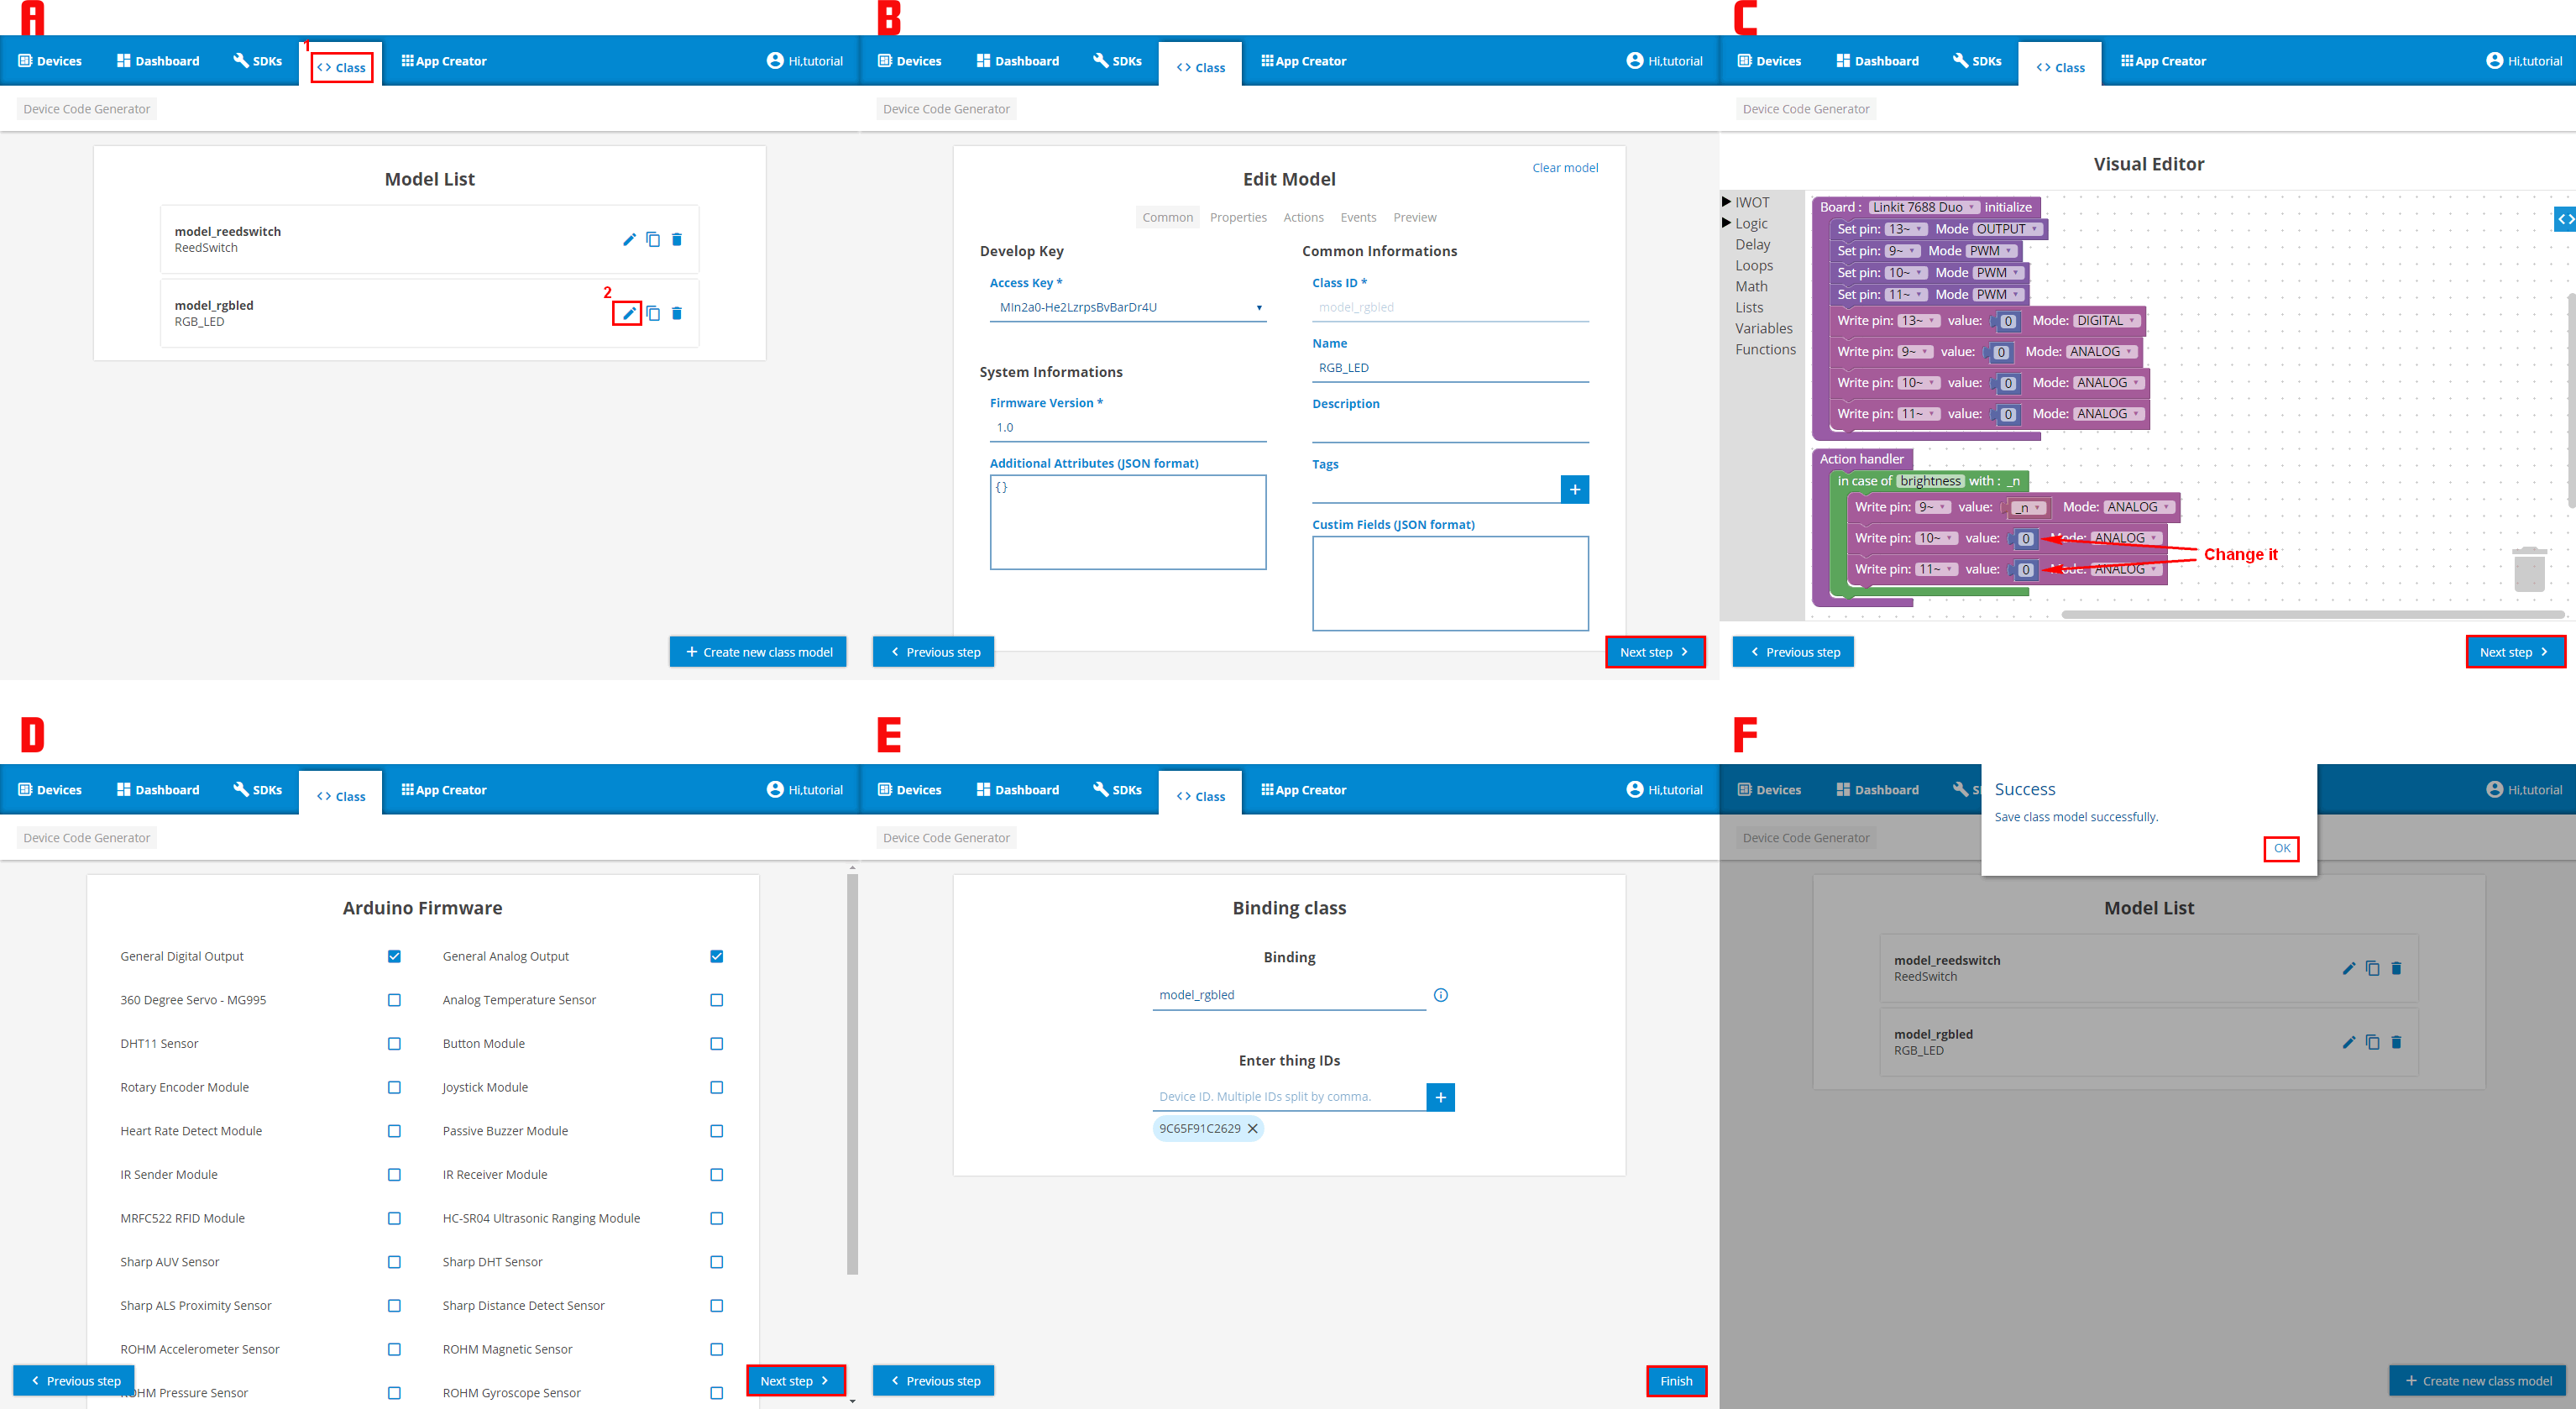 A
1
Devices
Dashboard
SDKs
<> Class
App Creator
Hi,tutorial
Device Code Generator
Model List
model_reedswitch
ReedSwitch
model_rgbled
RGB_LED
2
+ Create new class model
B
Devices
Dashboard
SDKs
<> Class
App Creator
Hi,tutorial
Device Code Generator
Clear model
Edit Model
Common Properties Actions Events Preview
Develop Key
Access Key *
System Informations
Firmware Version *
1.0
Additional Attributes (JSON format)
{}
Common Informations
Class ID *
model_rgbled
Name
RGB_LED
Description
Tags
+
Custim Fields (JSON format)
< Previous step
Next step >
C
Devices
Dashboard
SDKs
<> Class
App Creator
Hi,tutorial
Device Code Generator
Visual Editor
IWOT
Logic
Delay
Loops
Math
Lists
Variables
Functions
<>
Board : Linkit 7688 Duo initialize
Set pin: 13~ Mode OUTPUT
Set pin: 9~ Mode PWM
Set pin: 10~ Mode PWM
Set pin: 11~ Mode PWM
Write pin: 13~ value: 0 Mode: DIGITAL
Write pin: 9~ value: 0 Mode: ANALOG
Write pin: 10~ value: 0 Mode: ANALOG
Write pin: 11~ value: 0 Mode: ANALOG
Action handler
in case of brightness with : _n
Write pin: 9~ value: _n Mode: ANALOG
Write pin: 10~ value: 0 Mode: ANALOG
Write pin: 11~ value: 0 Mode: ANALOG
Change it
< Previous step
Next step >
D
Devices
Dashboard
SDKs
<> Class
App Creator
Hi,tutorial
Device Code Generator
Arduino Firmware
General Digital Output
General Analog Output
360 Degree Servo - MG995
Analog Temperature Sensor
DHT11 Sensor
Button Module
Rotary Encoder Module
Joystick Module
Heart Rate Detect Module
Passive Buzzer Module
IR Sender Module
IR Receiver Module
MRFC522 RFID Module
HC-SR04 Ultrasonic Ranging Module
Sharp AUV Sensor
Sharp DHT Sensor
Sharp ALS Proximity Sensor
Sharp Distance Detect Sensor
ROHM Accelerometer Sensor
ROHM Magnetic Sensor
OHM Pressure Sensor
ROHM Gyroscope Sensor
< Previous step
Next step >
E
Devices
Dashboard
SDKs
<> Class
App Creator
Hi,tutorial
Device Code Generator
Binding class
Binding
model_rgbled
Enter thing IDs
Device ID. Multiple IDs split by comma.
+
9C65F91C2629
< Previous step
Finish
F
Devices
Dashboard
Hi,tutorial
Success
Save class model successfully.
OK
Device Code Generator
Model List
model_reedswitch
ReedSwitch
model_rgbled
RGB_LED
+ Create new class model